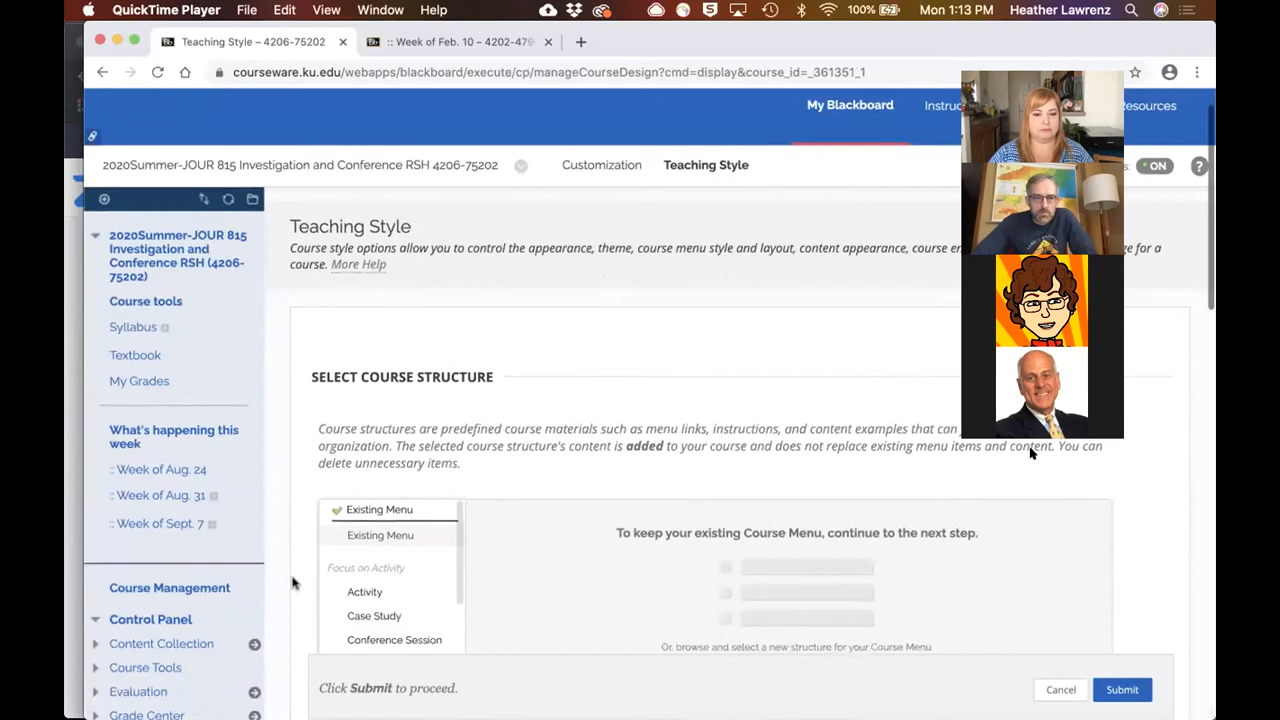 QuickTime Player File Edit View Window Help 100% Mon 1:13 PM Heather Lawrenz
Teaching Style – 4206-75202 :: Week of Feb. 10 – 4202-479
courseware.ku.edu/webapps/blackboard/execute/cp/manageCourseDesign?cmd=display&course_id=_361351_1
My Blackboard Instruc esources
2020Summer-JOUR 815 Investigation and Conference RSH 4206-75202 Customization Teaching Style s: ON ?
2020Summer-JOUR 815
Investigation and
Conference RSH (4206-
75202)
Course tools
Syllabus
Textbook
My Grades
What's happening this
week
:: Week of Aug. 24
:: Week of Aug. 31
:: Week of Sept. 7
Course Management
Control Panel
Content Collection
Course Tools
Evaluation
Grade Center
Teaching Style
Course style options allow you to control the appearance, theme, course menu style and layout, content appearance, course en ge for a
course. More Help
SELECT COURSE STRUCTURE
Course structures are predefined course materials such as menu links, instructions, and content examples that can
organization. The selected course structure's content is added to your course and does not replace existing menu items and content. You can
delete unnecessary items.
Existing Menu
Existing Menu
Focus on Activity
Activity
Case Study
Conference Session
To keep your existing Course Menu, continue to the next step.
Or, browse and select a new structure for your Course Menu
Click Submit to proceed.
Cancel Submit